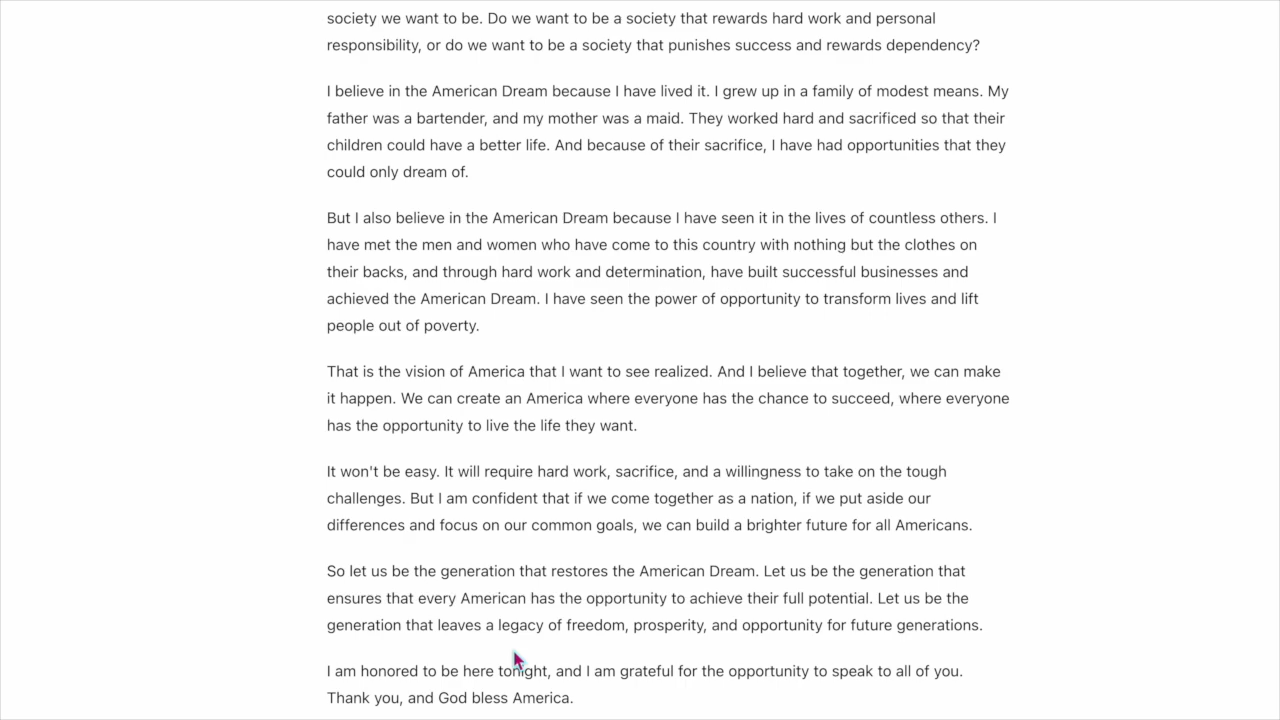 society we want to be. Do we want to be a society that rewards hard work and personal
responsibility, or do we want to be a society that punishes success and rewards dependency?
I believe in the American Dream because I have lived it. I grew up in a family of modest means. My
father was a bartender, and my mother was a maid. They worked hard and sacrificed so that their
children could have a better life. And because of their sacrifice, I have had opportunities that they
could only dream of.
But I also believe in the American Dream because I have seen it in the lives of countless others. I
have met the men and women who have come to this country with nothing but the clothes on
their backs, and through hard work and determination, have built successful businesses and
achieved the American Dream. I have seen the power of opportunity to transform lives and lift
people out of poverty.
That is the vision of America that I want to see realized. And I believe that together, we can make
it happen. We can create an America where everyone has the chance to succeed, where everyone
has the opportunity to live the life they want.
It won't be easy. It will require hard work, sacrifice, and a willingness to take on the tough
challenges. But I am confident that if we come together as a nation, if we put aside our
differences and focus on our common goals, we can build a brighter future for all Americans.
So let us be the generation that restores the American Dream. Let us be the generation that
ensures that every American has the opportunity to achieve their full potential. Let us be the
generation that leaves a legacy of freedom, prosperity, and opportunity for future generations.
I am honored to be here tonight, and I am grateful for the opportunity to speak to all of you.
Thank you, and God bless America.